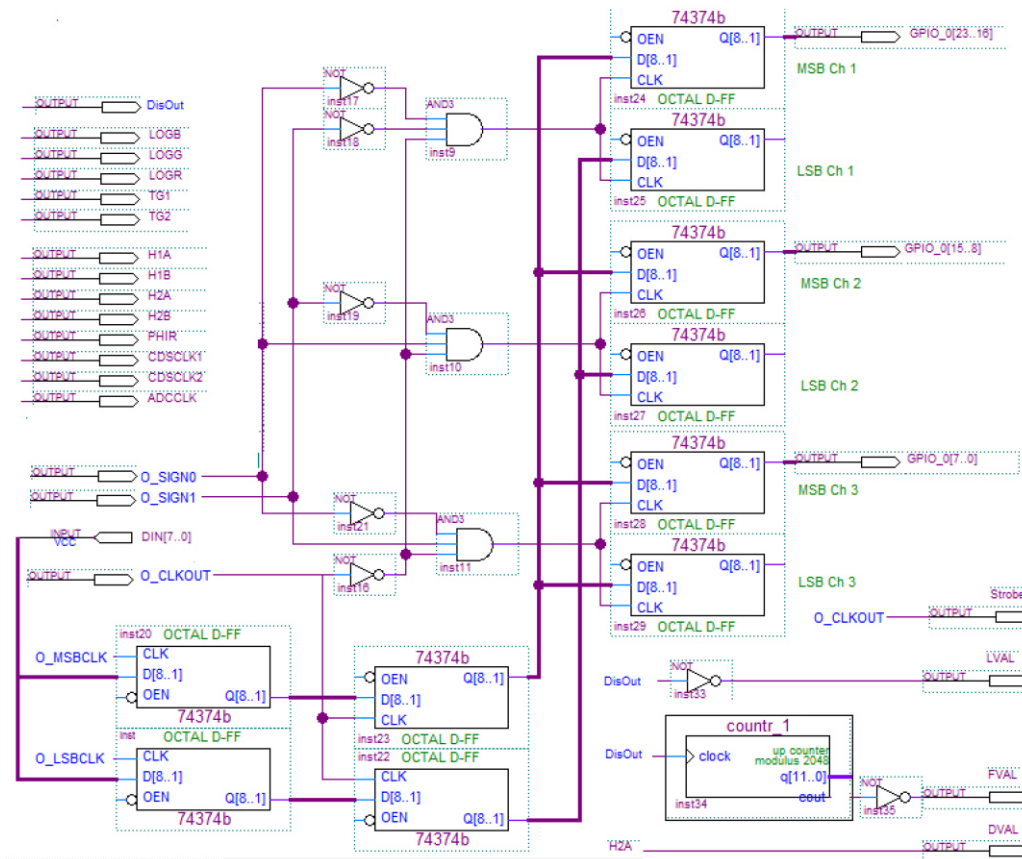 74374b
OEN Q[8..1]
D[8..1]
CLK
inst24 OCTAL D-FF
OUTPUT GPIO_0[23..16]
MSB Ch 1
74374b
OEN Q[8..1]
D[8..1]
CLK
inst25 OCTAL D-FF
LSB Ch 1
74374b
OEN Q[8..1]
D[8..1]
CLK
inst26 OCTAL D-FF
OUTPUT GPIO_0[15..8]
MSB Ch 2
74374b
OEN Q[8..1]
D[8..1]
CLK
inst27 OCTAL D-FF
LSB Ch 2
74374b
OEN Q[8..1]
D[8..1]
CLK
inst28 OCTAL D-FF
OUTPUT GPIO_0[7..0]
MSB Ch 3
74374b
OEN Q[8..1]
D[8..1]
CLK
inst29 OCTAL D-FF
LSB Ch 3
NOT
inst17
NOT
inst18
AND3
inst9
NOT
inst19
AND3
inst10
NOT
inst21
AND3
inst11
NOT
inst16
OUTPUT DisOut
OUTPUT LOGB
OUTPUT LOGG
OUTPUT LOGR
OUTPUT TG1
OUTPUT TG2
OUTPUT H1A
OUTPUT H1B
OUTPUT H2A
OUTPUT H2B
OUTPUT PHIR
OUTPUT CDSCLK1
OUTPUT CDSCLK2
OUTPUT ADCCLK
OUTPUT O_SIGN0
OUTPUT O_SIGN1
INPUT DIN[7..0]
VCC
OUTPUT O_CLKOUT
inst20 OCTAL D-FF
O_MSBCLK CLK
D[8..1]
OEN Q[8..1]
74374b
inst OCTAL D-FF
O_LSBCLK CLK
D[8..1]
OEN Q[8..1]
74374b
74374b
OEN Q[8..1]
D[8..1]
CLK
inst23 OCTAL D-FF
inst22 OCTAL D-FF
CLK
D[8..1]
OEN Q[8..1]
74374b
Strobe
O_CLKOUT OUTPUT
LVAL
DisOut NOT OUTPUT
inst33
countr_1
DisOut clock up counter
modulus 2048
q[11..0]
cout
inst34
NOT
inst35
FVAL
OUTPUT
DVAL
H2A OUTPUT